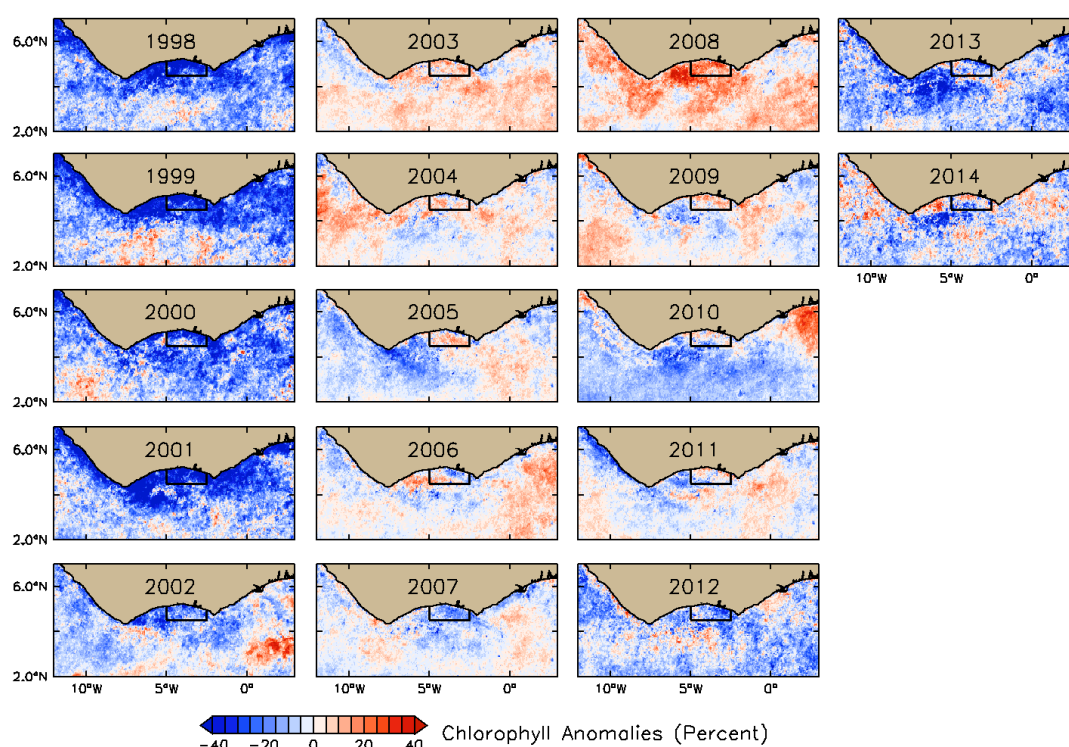 6.0°N 1998 2003 2008 2013
2.0°N
6.0°N 1999 2004 2009 2014
2.0°N
10°W 5°W 0°
6.0°N 2000 2005 2010
2.0°N
6.0°N 2001 2006 2011
2.0°N
6.0°N 2002 2007 2012
2.0°N
10°W 5°W 0° 10°W 5°W 0° 10°W 5°W 0°
-40 -20 0 20 40 Chlorophyll Anomalies (Percent)